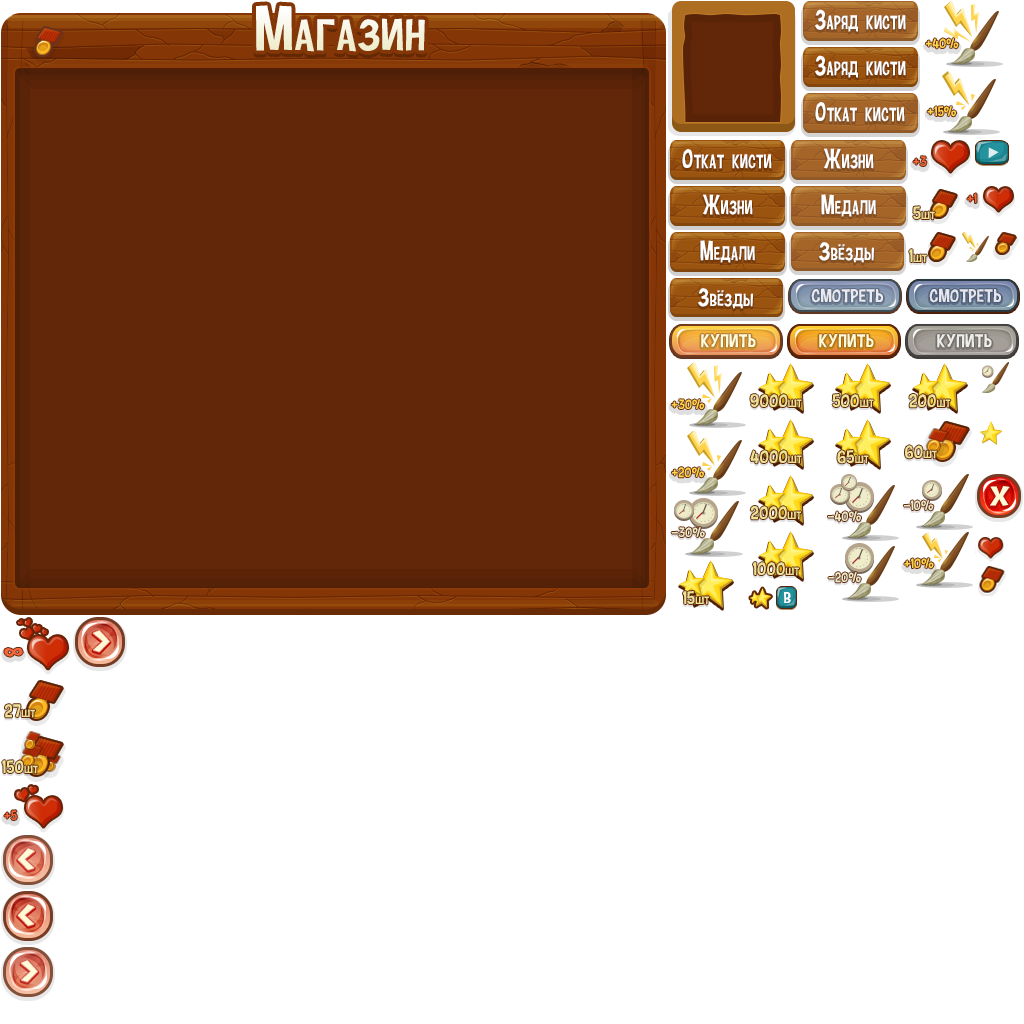 Магазин
Заряд кисти
+40%
Заряд кисти
Откат кисти
+15%
Откат кисти
Жизни
+3
Жизни
Медали
5шт
+1
Медали
Звёзды
1шт
Звёзды
СМОТРЕТЬ
СМОТРЕТЬ
КУПИТЬ
КУПИТЬ
КУПИТЬ
+30%
9000шт
500шт
200шт
+20%
4000шт
65шт
60шт
-30%
2000шт
-40%
-10%
X
15шт
1000шт
-20%
+10%
B
∞
27шт
150шт
+5